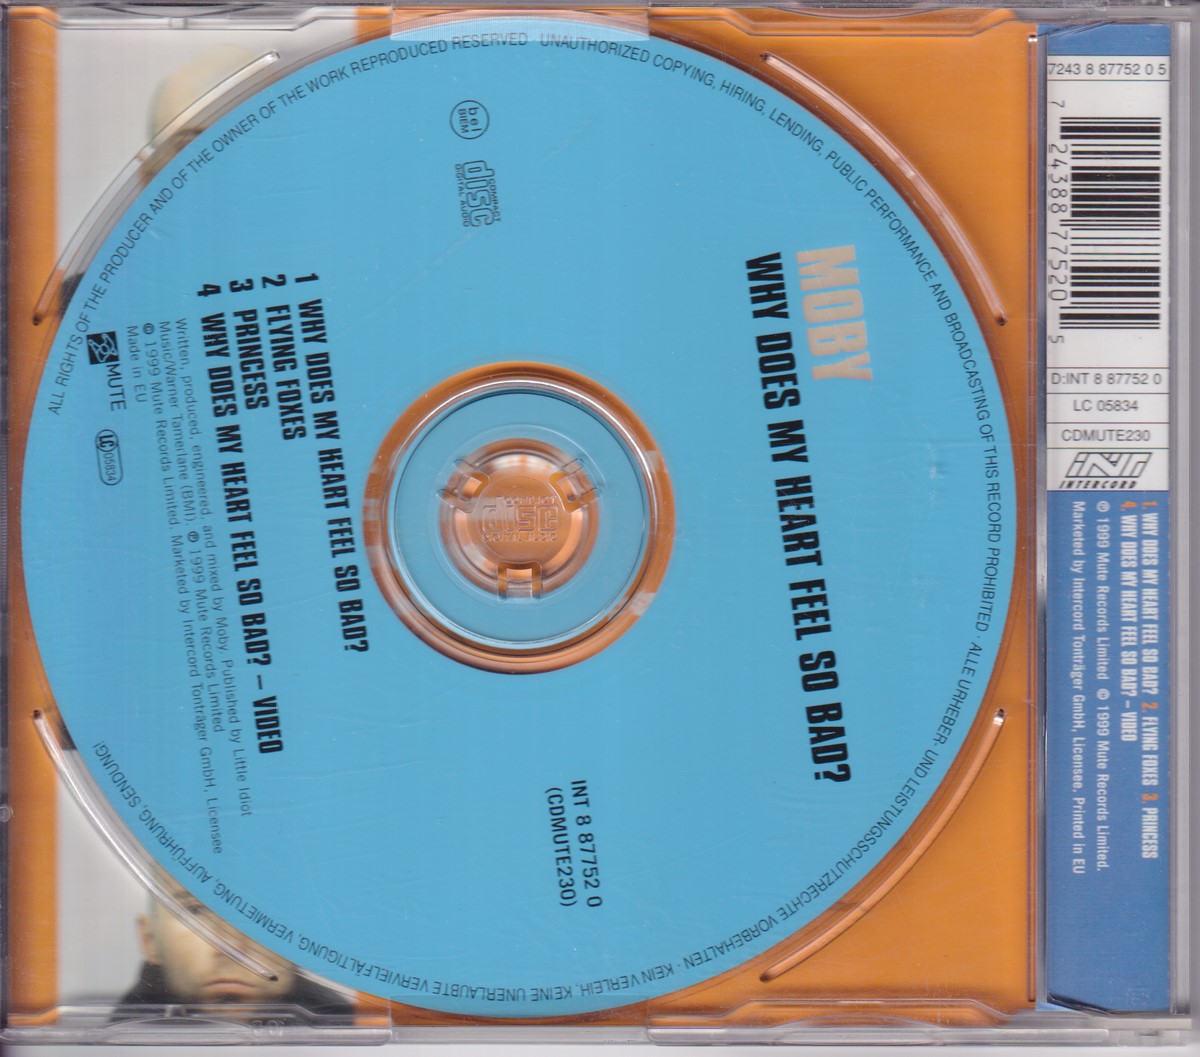 ALL RIGHTS OF THE PRODUCER AND OF THE OWNER OF THE WORK REPRODUCED RESERVED · UNAUTHORIZED COPYING, HIRING, LENDING, PUBLIC PERFORMANCE AND BROADCASTING OF THIS RECORD PROHIBITED · ALLE URHEBER- UND LEISTUNGSSCHUTZRECHTE VORBEHALTEN · KEIN VERLEIH, KEINE UNERLAUBTE VERVIELFÄLTIGUNG, VERMIETUNG, AUFFÜHRUNG, SENDUNG!
MOBY
WHY DOES MY HEART FEEL SO BAD?
bel
BIEM
COMPACT
disc
DIGITAL AUDIO
INT 8 87752 0
(CDMUTE230)
COMPACT
disc
1 WHY DOES MY HEART FEEL SO BAD?
2 FLYING FOXES
3 PRINCESS
4 WHY DOES MY HEART FEEL SO BAD? – VIDEO
Written, produced, engineered, and mixed by Moby. Published by Little Idiot
Music/Warner Tamerlane (BMI). ℗ 1999 Mute Records Limited
© 1999 Mute Records Limited. Marketed by Intercord Tonträger GmbH, Licensee
Made in EU
MUTE
LC 05834
7243 8 87752 0 5
7 24388 77520 5
D:INT 8 87752 0
LC 05834
CDMUTE230
INT
INTERCORD
1. WHY DOES MY HEART FEEL SO BAD? 2. FLYING FOXES 3. PRINCESS
4. WHY DOES MY HEART FEEL SO BAD? – VIDEO
℗ 1999 Mute Records Limited © 1999 Mute Records Limited.
Marketed by Intercord Tonträger GmbH, Licensee. Printed in EU